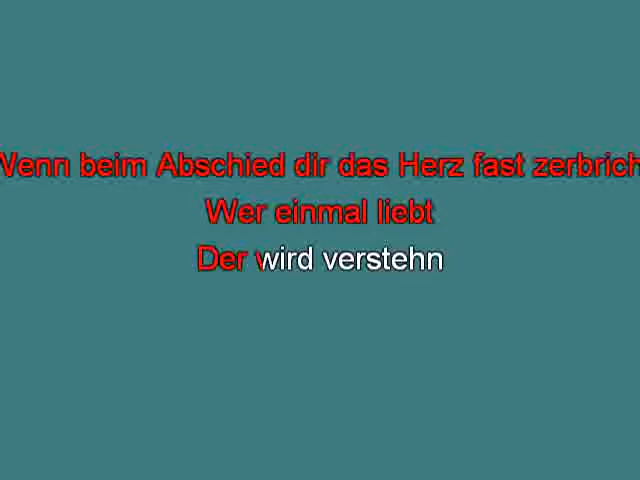 Wenn beim Abschied dir das Herz fast zerbrich
Wer einmal liebt
Der wird verstehn